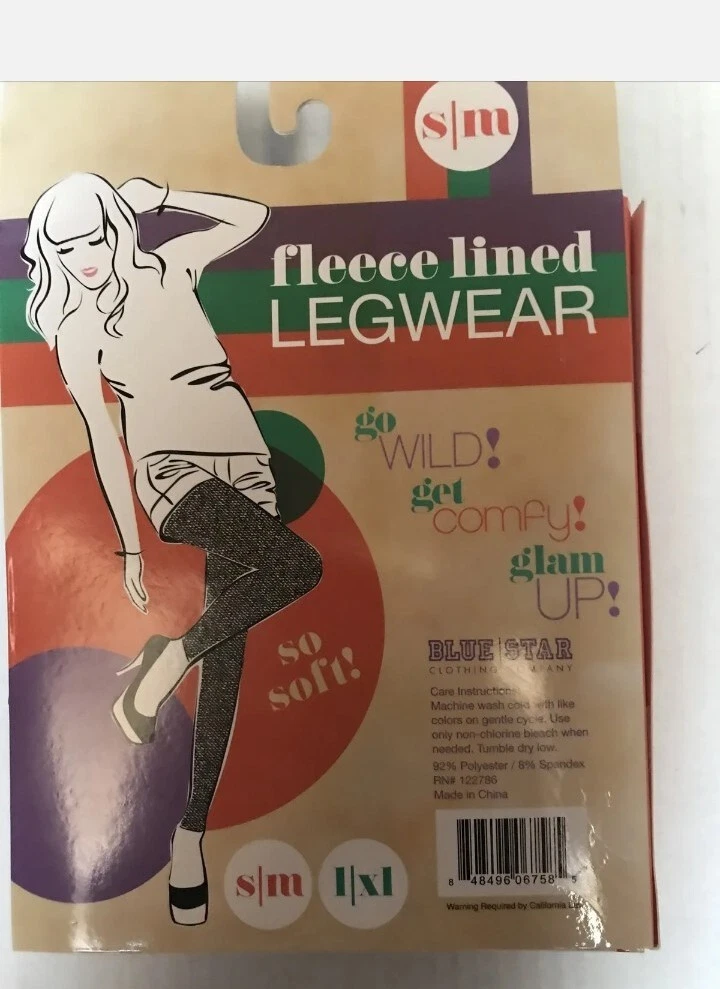 s|m
fleece lined
LEGWEAR
go
WILD!
get
comfy!
glam
UP!
so
soft!
BLUE STAR
CLOTHING COMPANY
Care Instructions
Machine wash cold with like
colors on gentle cycle. Use
only non-chlorine bleach when
needed. Tumble dry low.
92% Polyester / 8% Spandex
RN# 122786
Made in China
s|m
l|xl
8 48496 06758 5
Warning Required by California